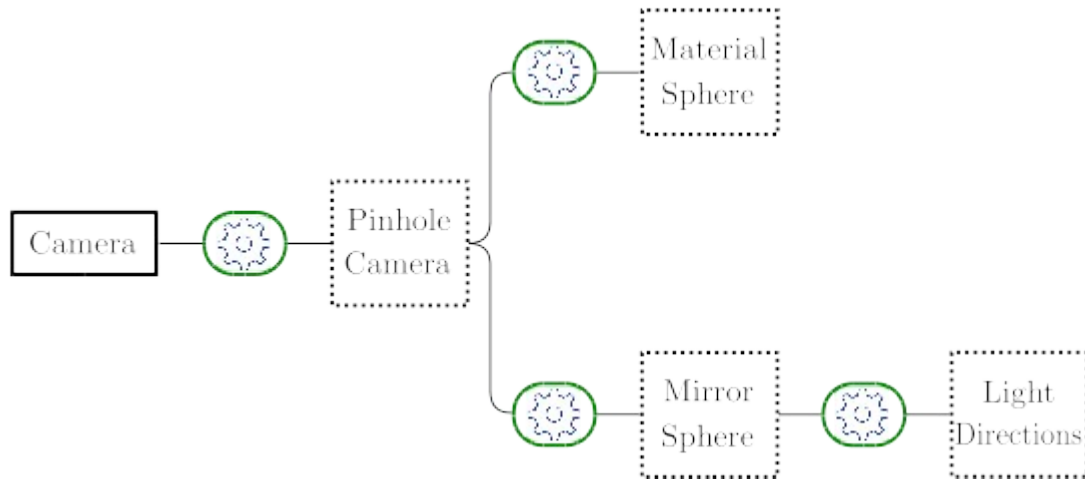 Camera
Pinhole
Camera
Material
Sphere
Mirror
Sphere
Light
Directions